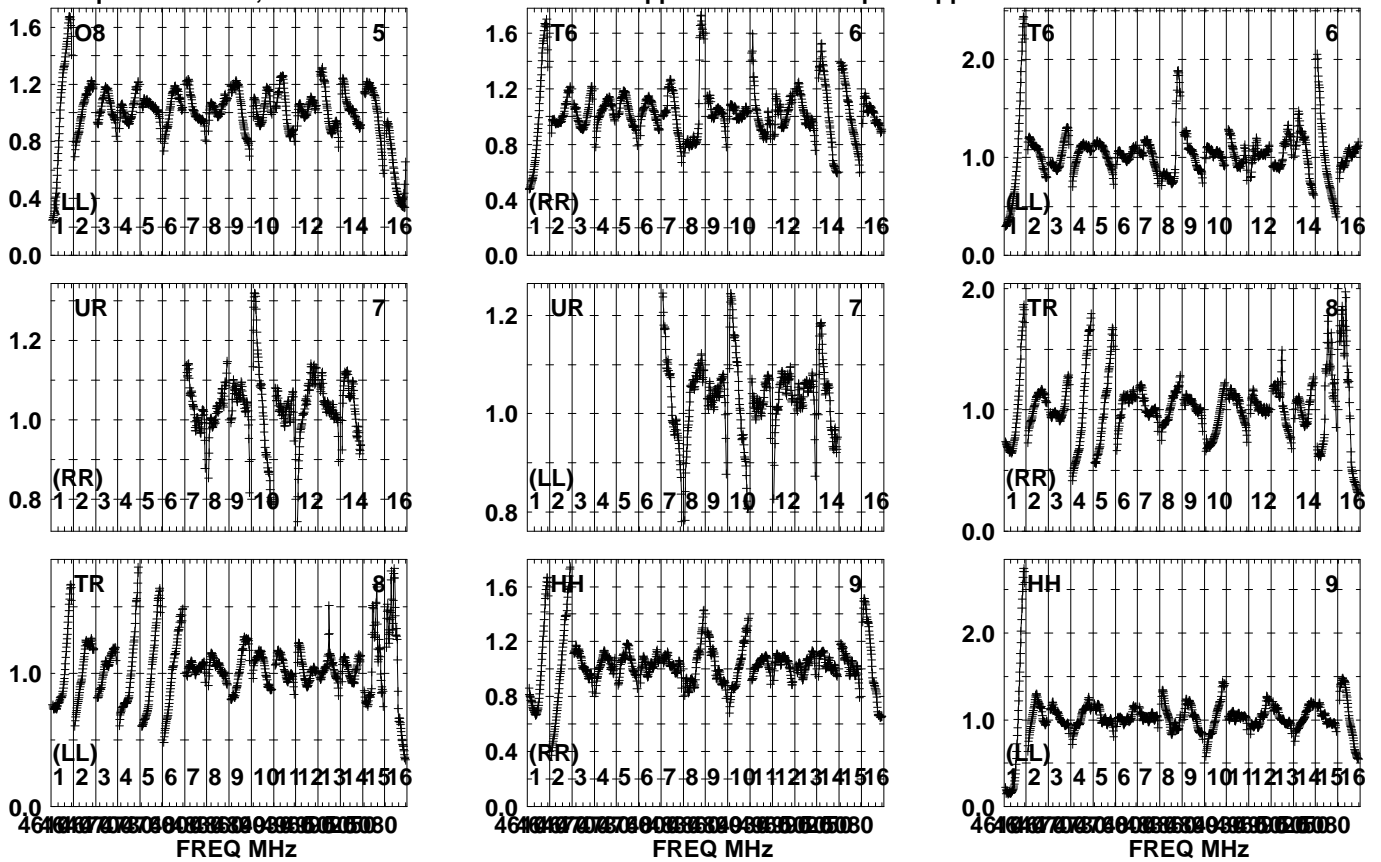 1.6 O8 5
1.2
0.8
0.4 (LL)
1 2 3 4 5 6 7 8 9 10 12 14 16
0.0
1.6 T6 6
1.2
0.8
0.4 (RR)
1 2 3 4 5 6 7 8 9 10 12 14 16
0.0
T6 6
2.0
1.0
(LL)
1 2 3 4 5 6 7 8 9 10 12 14 16
0.0
UR 7
1.2
1.0
(RR)
0.8 1 2 3 4 5 6 7 8 9 10 12 14 16
UR 7
1.2
1.0
(LL)
0.8 1 2 3 4 5 6 7 8 9 10 12 14 16
2.0 TR 8
1.0
(RR)
1 2 3 4 5 6 7 8 9 10 12 14 16
0.0
TR 8
1.0
(LL)
1 2 3 4 5 6 7 8 9 10 11 12 13 14 15 16
0.0
FREQ MHz
HH 9
1.6
1.2
0.8
0.4 (RR)
1 2 3 4 5 6 7 8 9 10 11 12 13 14 15 16
0.0
FREQ MHz
HH 9
2.0
1.0
(LL)
1 2 3 4 5 6 7 8 9 10 11 12 13 14 15 16
0.0
FREQ MHz